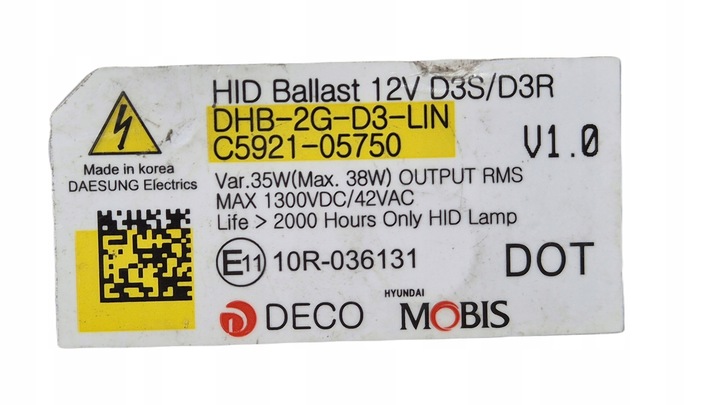 HID Ballast 12V D3S/D3R
DHB-2G-D3-LIN
C5921-05750
V1.0
Made in korea
DAESUNG Electrics
Var.35W(Max. 38W) OUTPUT RMS
MAX 1300VDC/42VAC
Life > 2000 Hours Only HID Lamp
E11 10R-036131
DOT
DECO
HYUNDAI
MOBIS